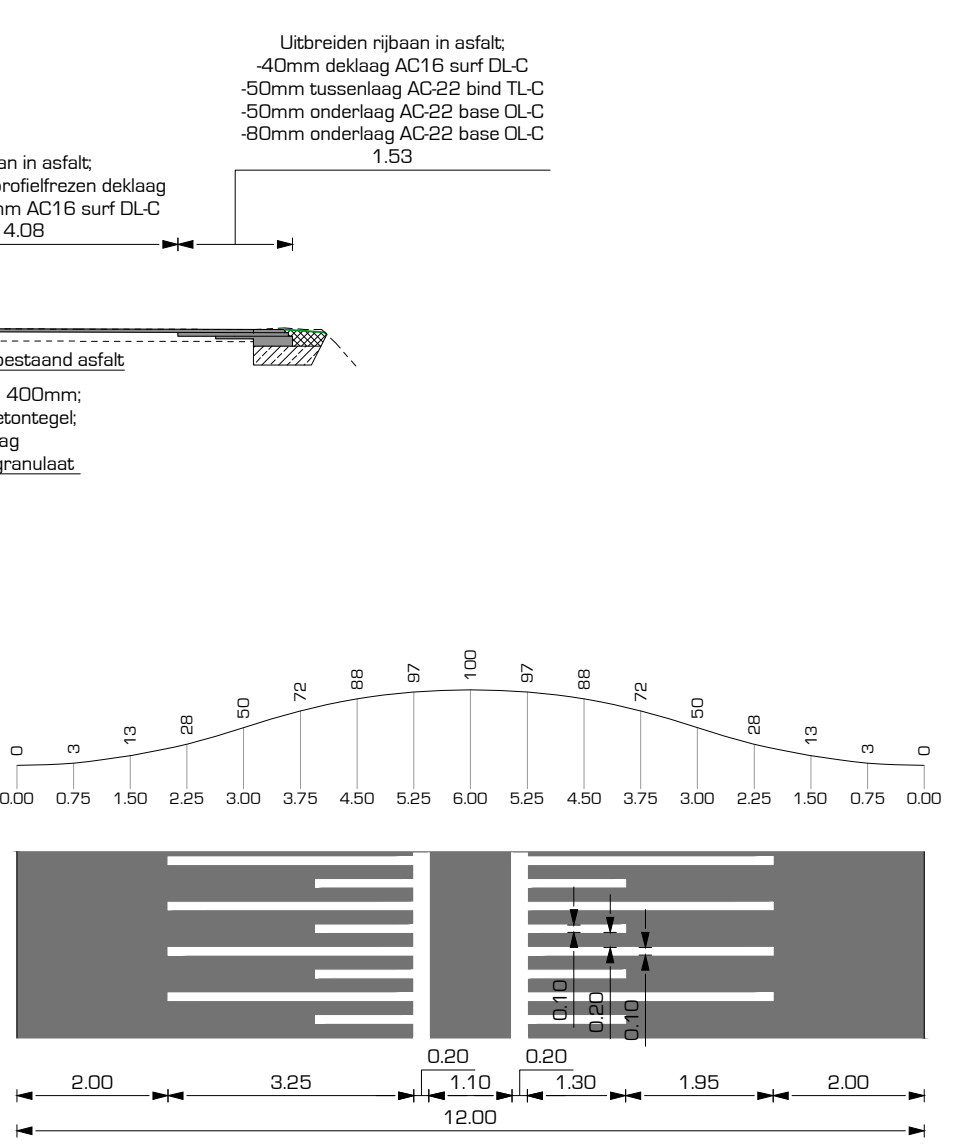 Uitbreiden rijbaan in asfalt;
-40mm deklaag AC16 surf DL-C
-50mm tussenlaag AC-22 bind TL-C
-50mm onderlaag AC-22 base OL-C
-80mm onderlaag AC-22 base OL-C
1.53
an in asfalt;
profielfrezen deklaag
mm AC16 surf DL-C
4.08
bestaand asfalt
400mm;
etontegel;
ag
granulaat
0 3 13 28 50 72 88 97 100 97 88 72 50 28 13 3 0
0.00 0.75 1.50 2.25 3.00 3.75 4.50 5.25 6.00 5.25 4.50 3.75 3.00 2.25 1.50 0.75 0.00
0.10 0.20 0.10
0.20 0.20
2.00 3.25 1.10 1.30 1.95 2.00
12.00